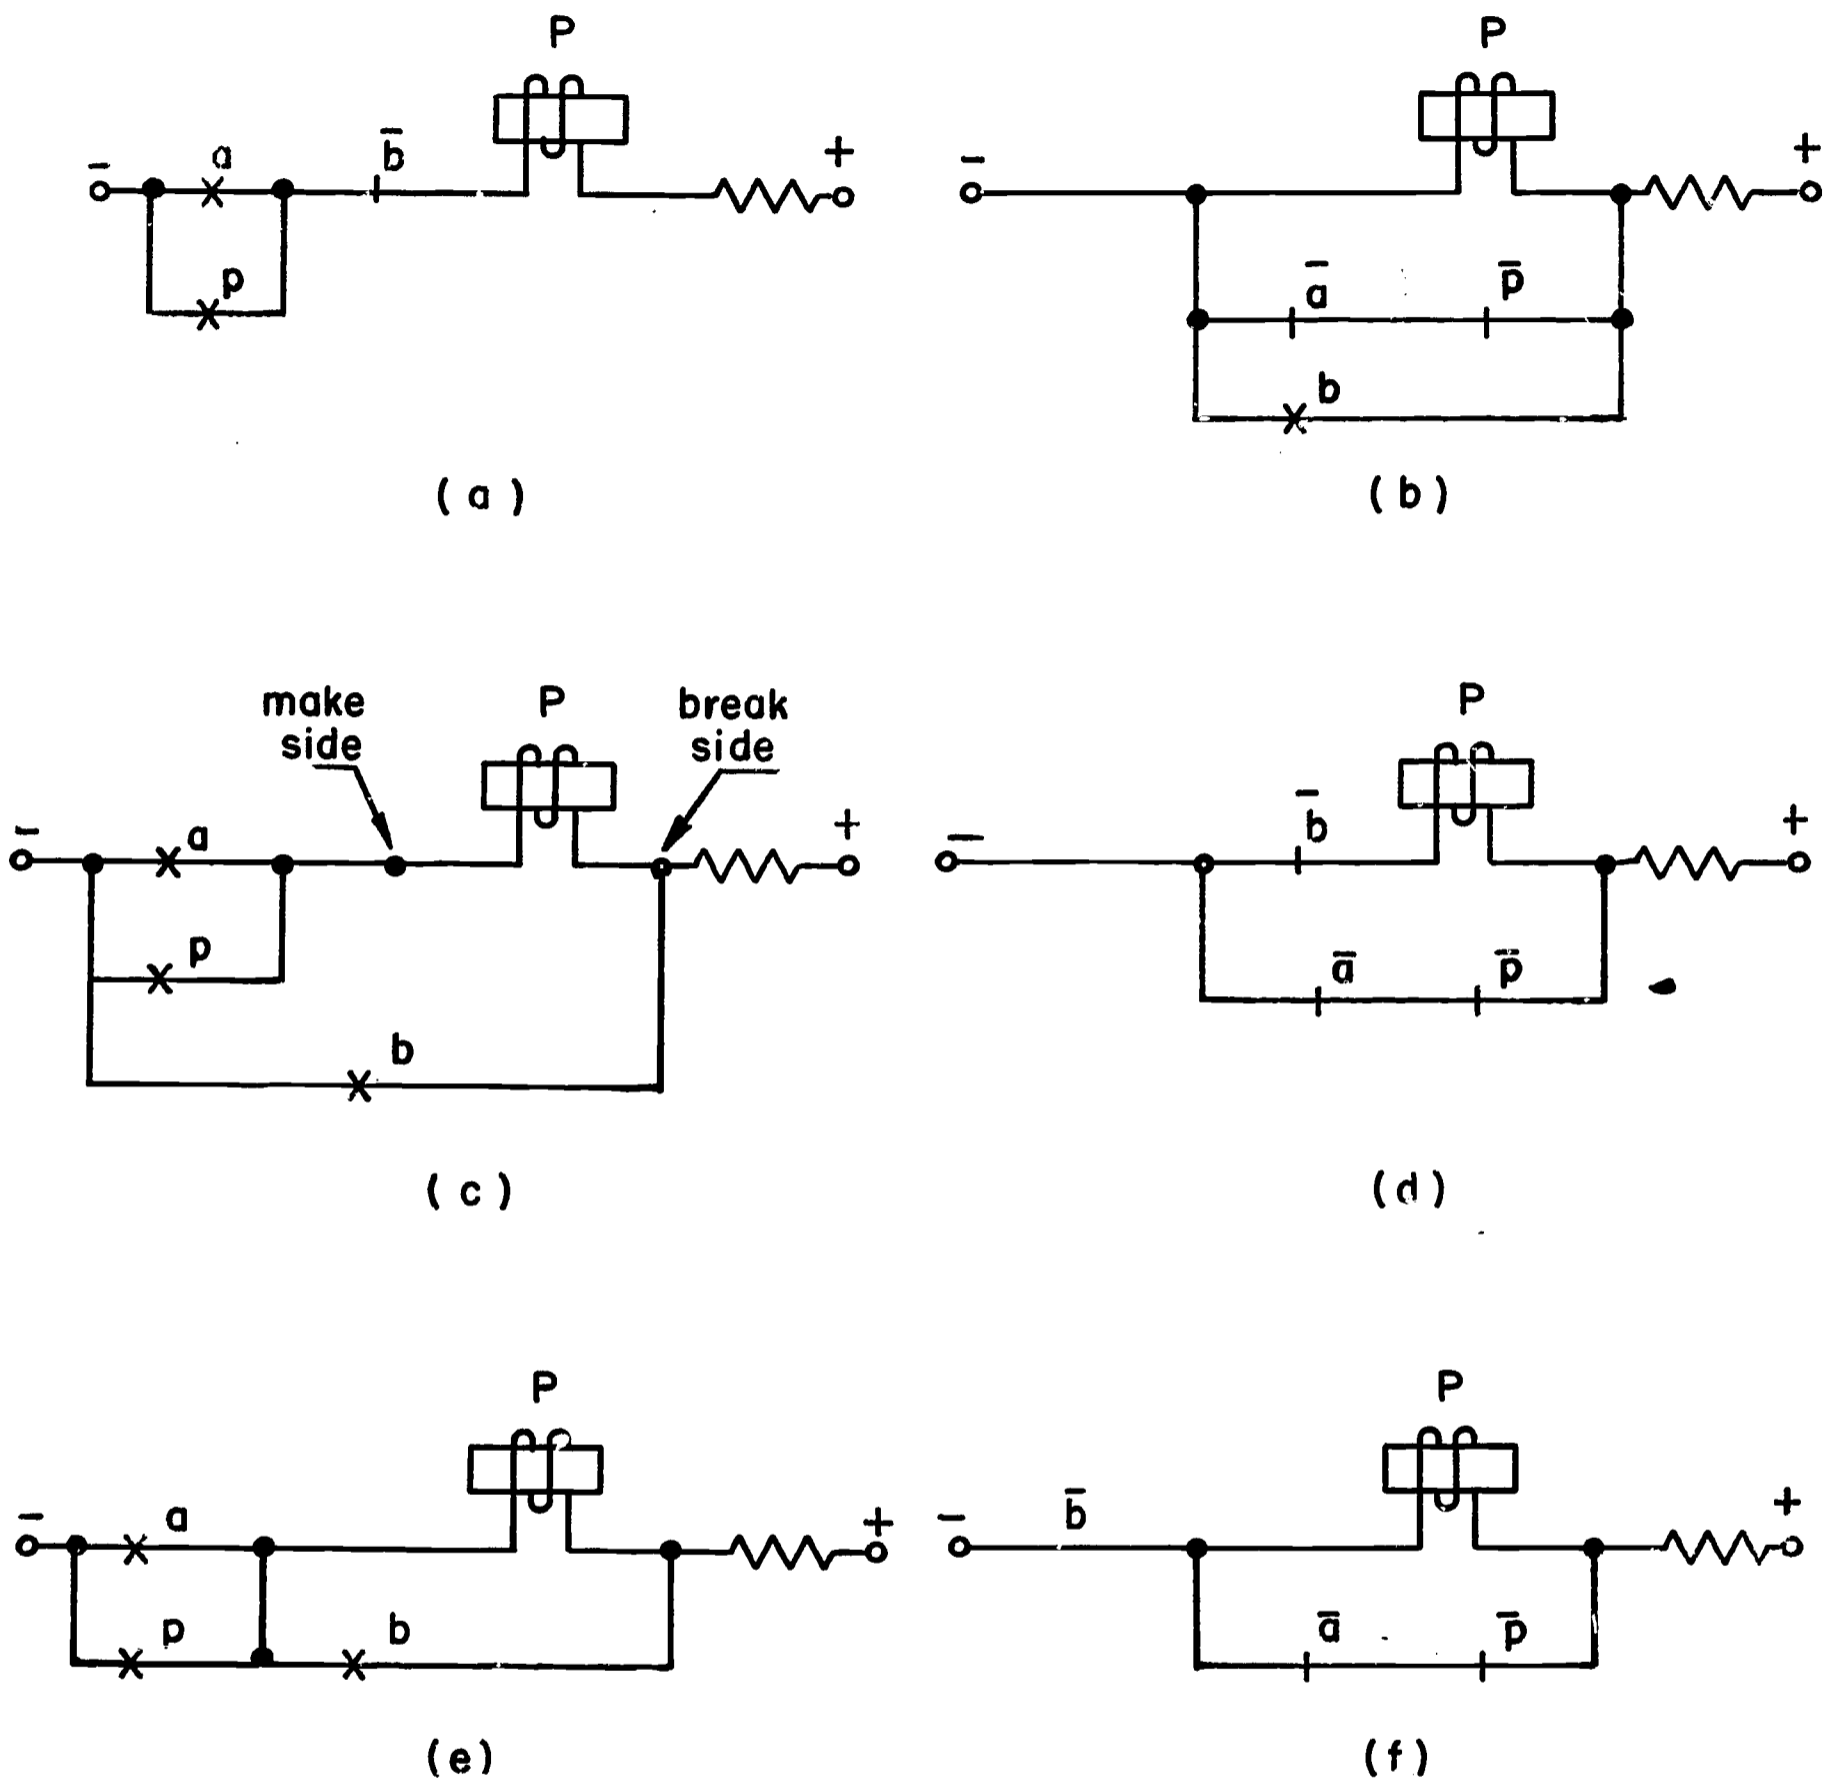 P
− a b̅ +
p
(a)
P
− +
a̅ p̅
b
(b)
make side P break side
− a +
p
b
(c)
P
− b̅ +
a̅ p̅
(d)
P
− a +
p b
(e)
P
− b̅ +
a̅ p̅
(f)